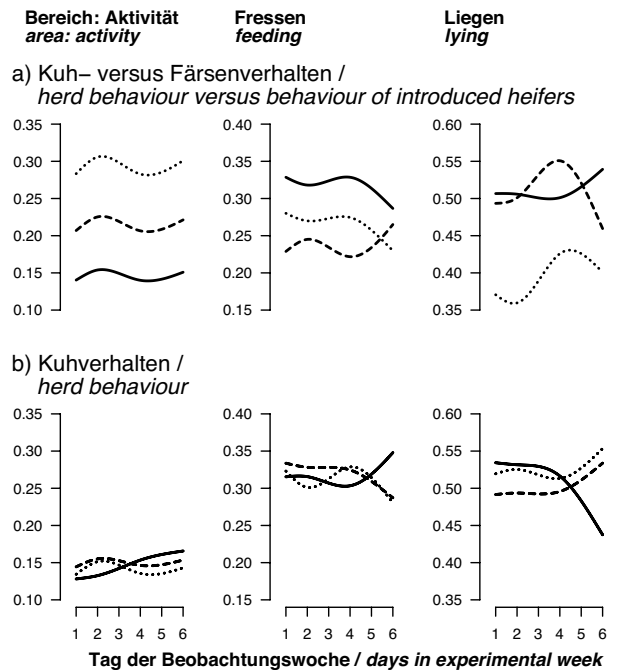 Bereich: Aktivität Fressen Liegen
area: activity feeding lying
a) Kuh− versus Färsenverhalten /
herd behaviour versus behaviour of introduced heifers
0.35 0.40 0.60
0.30 0.35 0.55
0.25 0.30 0.50
0.20 0.25 0.45
0.15 0.20 0.40
0.10 0.15 0.35
b) Kuhverhalten /
herd behaviour
0.35 0.40 0.60
0.30 0.35 0.55
0.25 0.30 0.50
0.20 0.25 0.45
0.15 0.20 0.40
0.10 0.15 0.35
1 2 3 4 5 6 1 2 3 4 5 6 1 2 3 4 5 6
Tag der Beobachtungswoche / days in experimental week